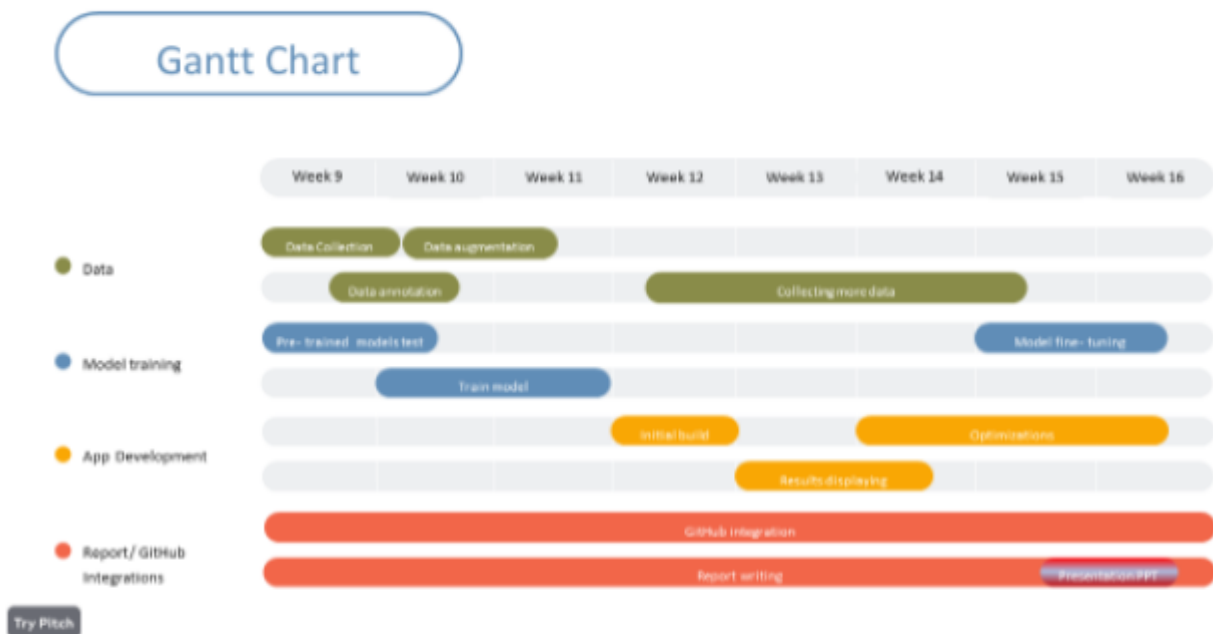 Gantt Chart
Week 9 Week 10 Week 11 Week 12 Week 13 Week 14 Week 15 Week 16
Data Collection Data augmentation
Data
Data annotation Collecting more data
Pre- trained models test Model fine- tuning
Model training
Train model
Initial build Optimizations
App Development
Results displaying
GitHub integration
Report/ GitHub
Integrations
Report writing Presentation PPT
Try Pitch